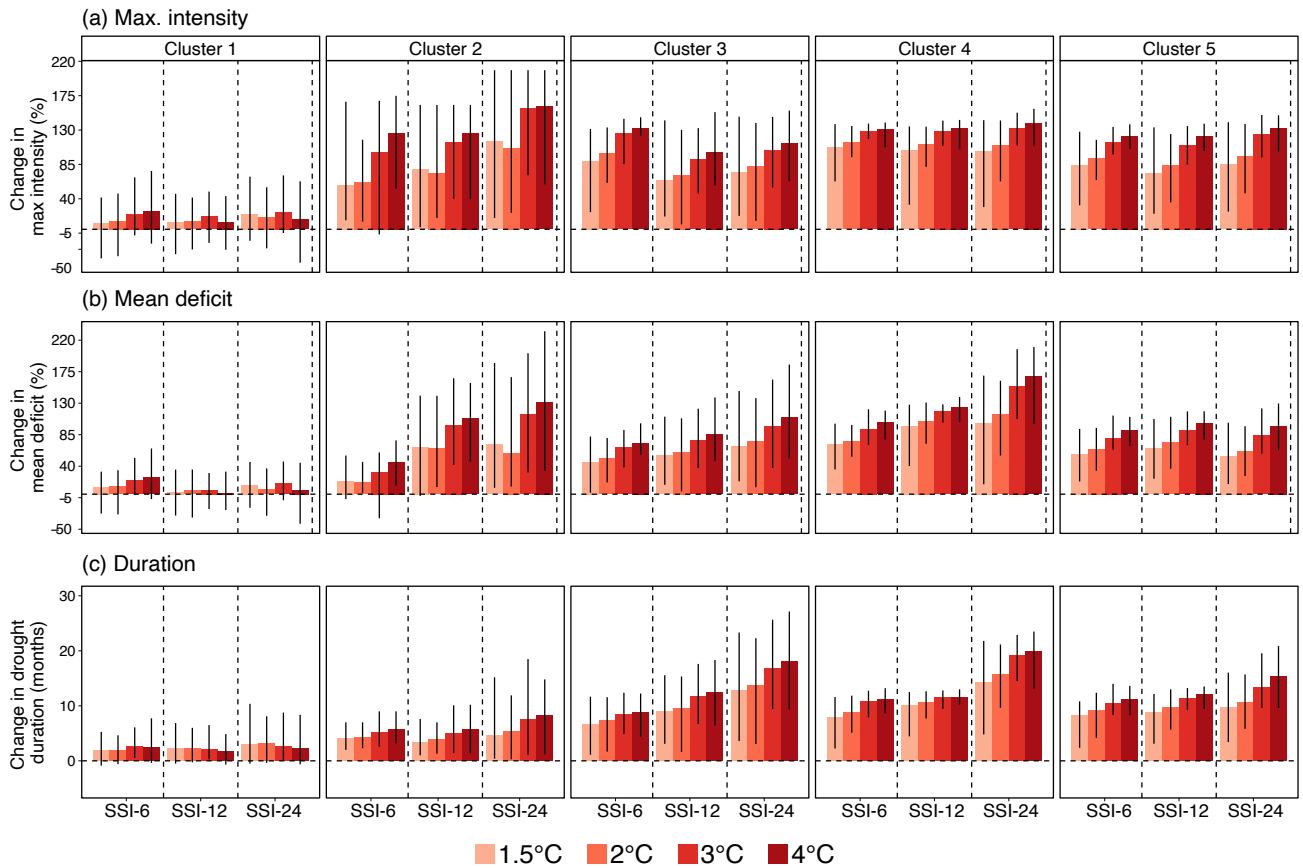 (a) Max. intensity
Cluster 1 Cluster 2 Cluster 3 Cluster 4 Cluster 5
Change in
max intensity (%)
220
175
130
85
40
-5
-50
(b) Mean deficit
Change in
mean deficit (%)
220
175
130
85
40
-5
-50
(c) Duration
Change in drought
duration (months)
30
20
10
0
SSI-6 SSI-12 SSI-24 SSI-6 SSI-12 SSI-24 SSI-6 SSI-12 SSI-24 SSI-6 SSI-12 SSI-24 SSI-6 SSI-12 SSI-24
1.5°C 2°C 3°C 4°C